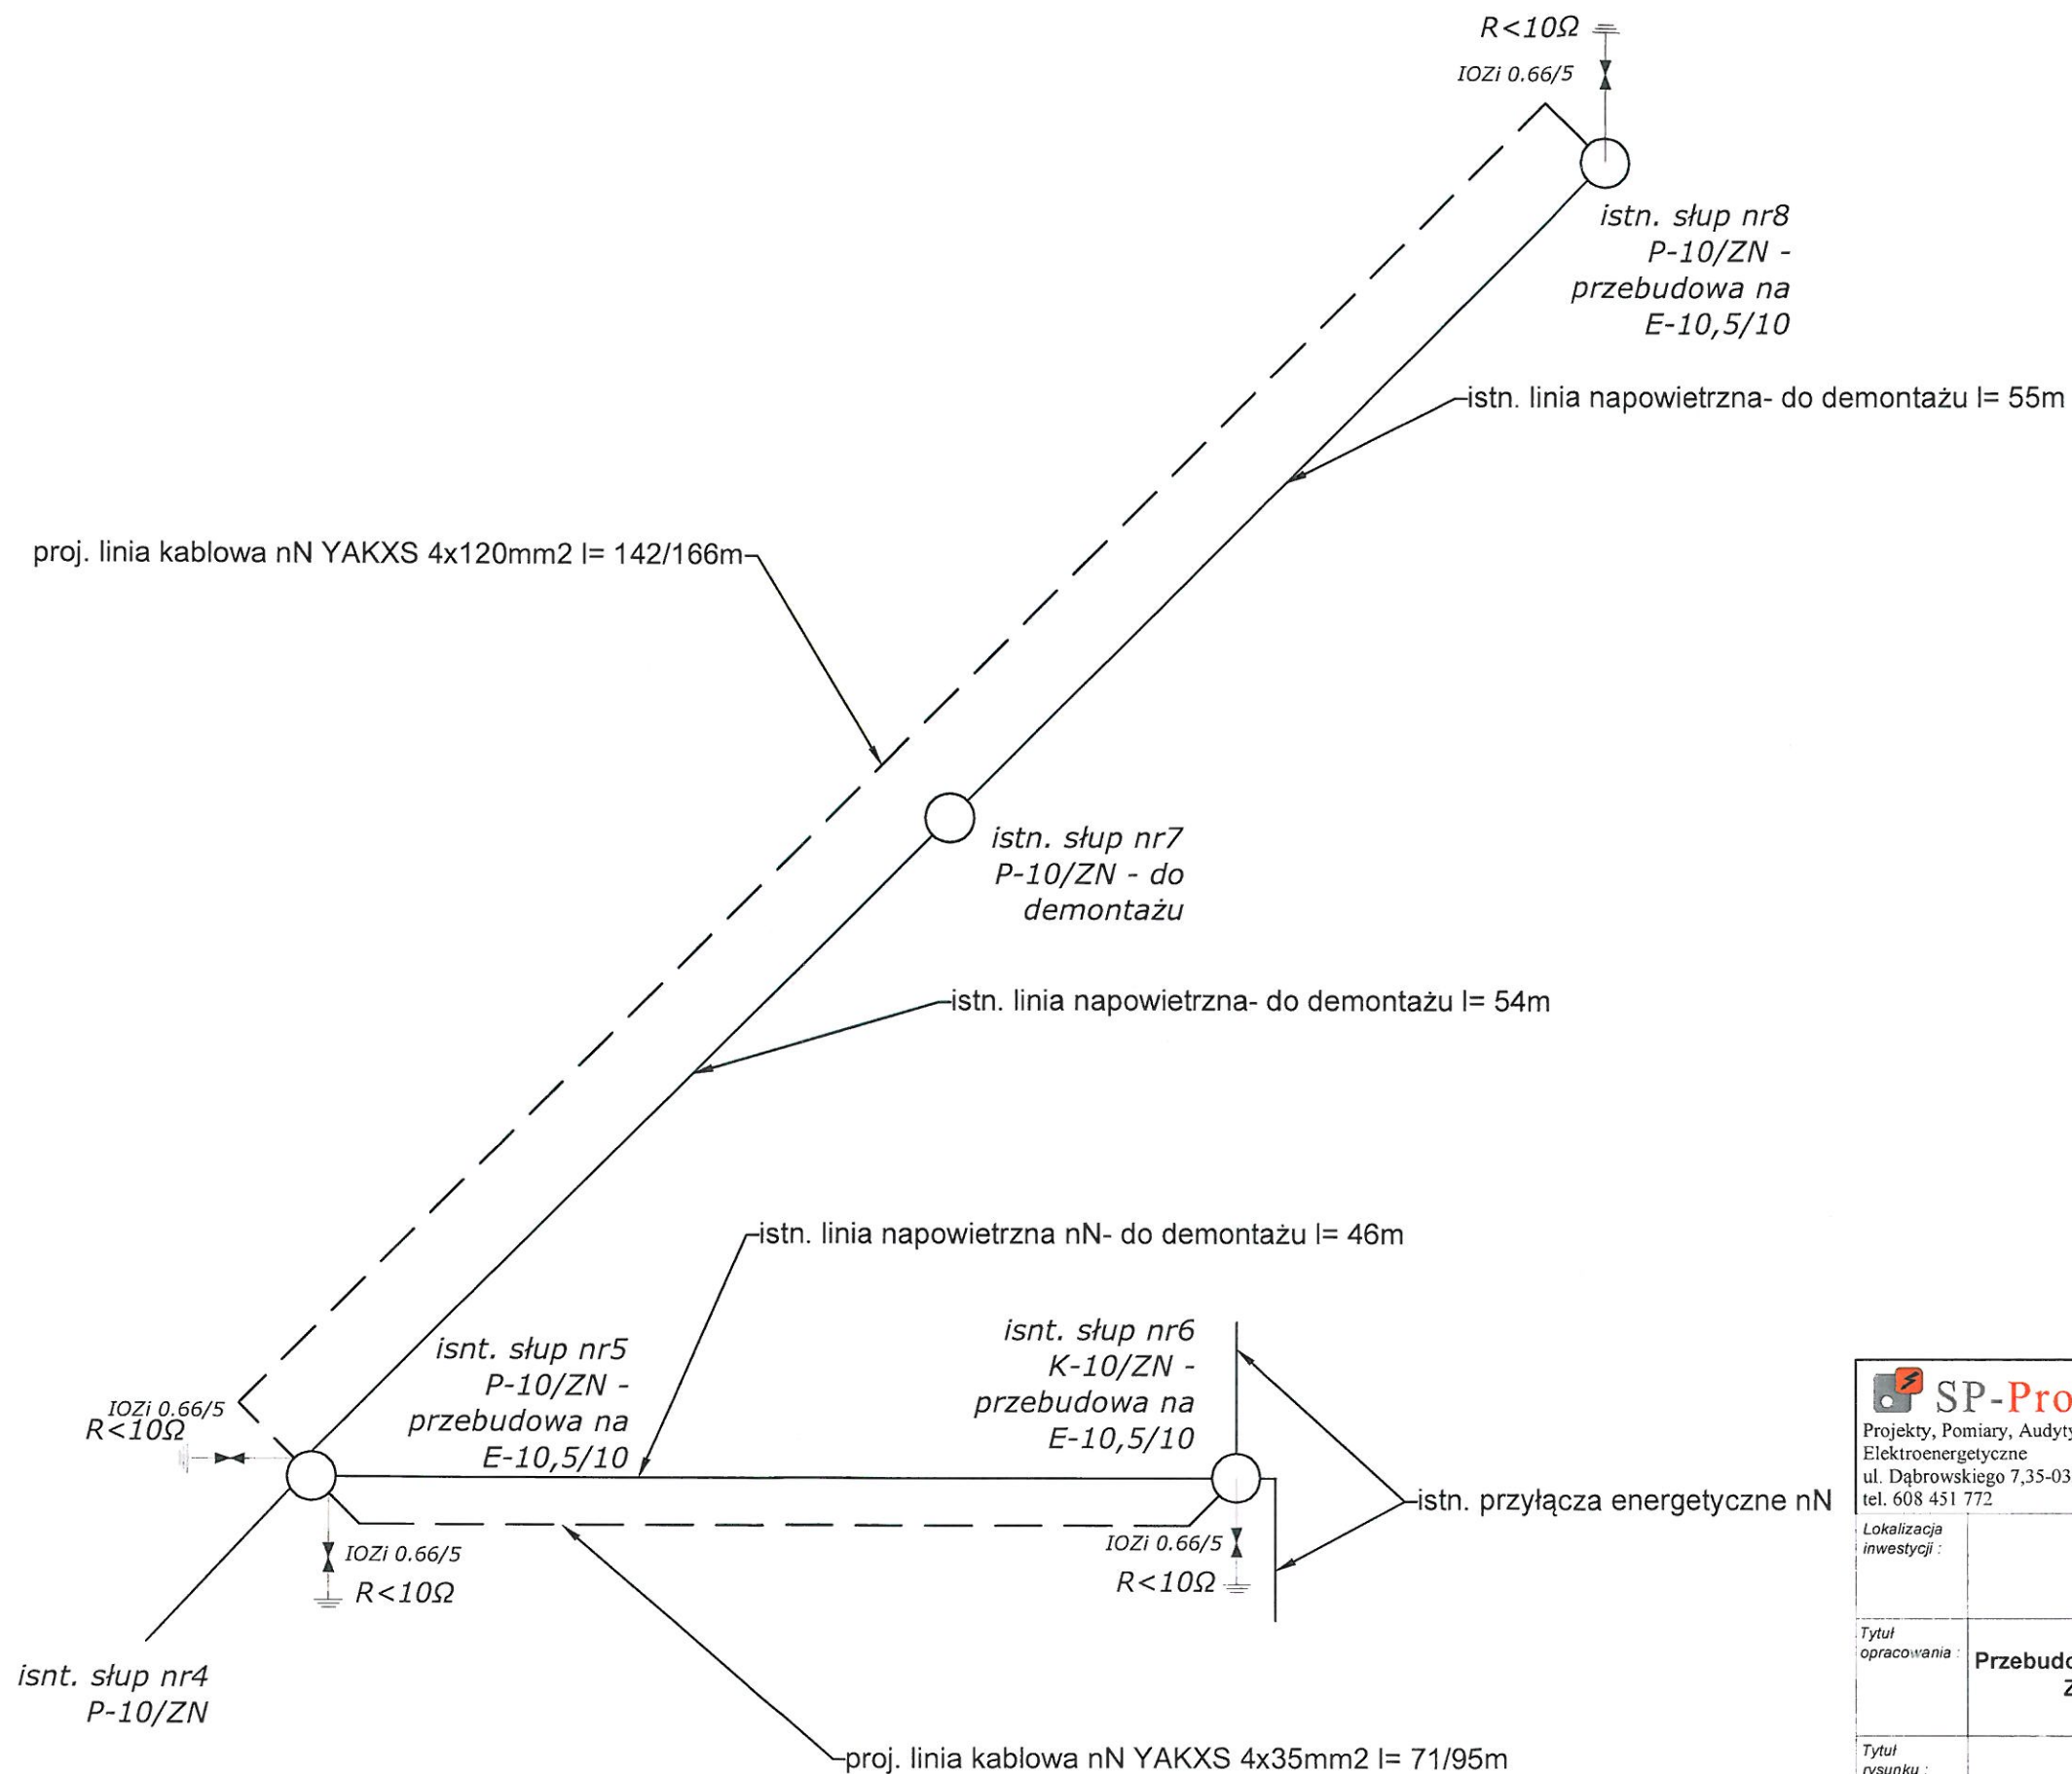 R<10Ω
IOZi 0.66/5
istn. słup nr8
P-10/ZN -
przebudowa na
E-10,5/10
istn. linia napowietrzna- do demontażu l= 55m
proj. linia kablowa nN YAKXS 4x120mm2 l= 142/166m
istn. słup nr7
P-10/ZN - do
demontażu
istn. linia napowietrzna- do demontażu l= 54m
istn. linia napowietrzna nN- do demontażu l= 46m
isnt. słup nr5
P-10/ZN -
przebudowa na
E-10,5/10
isnt. słup nr6
K-10/ZN -
przebudowa na
E-10,5/10
IOZi 0.66/5
R<10Ω
istn. przyłącza energetyczne nN
IOZi 0.66/5
R<10Ω
IOZi 0.66/5
R<10Ω
isnt. słup nr4
P-10/ZN
proj. linia kablowa nN YAKXS 4x35mm2 l= 71/95m
SP-Pro
Projekty, Pomiary, Audyty
Elektroenergetyczne
ul. Dąbrowskiego 7,35-03
tel. 608 451 772
Lokalizacja
inwestycji :
Tytuł
opracowania :
Przebudo
Z
Tytuł
rysunku :